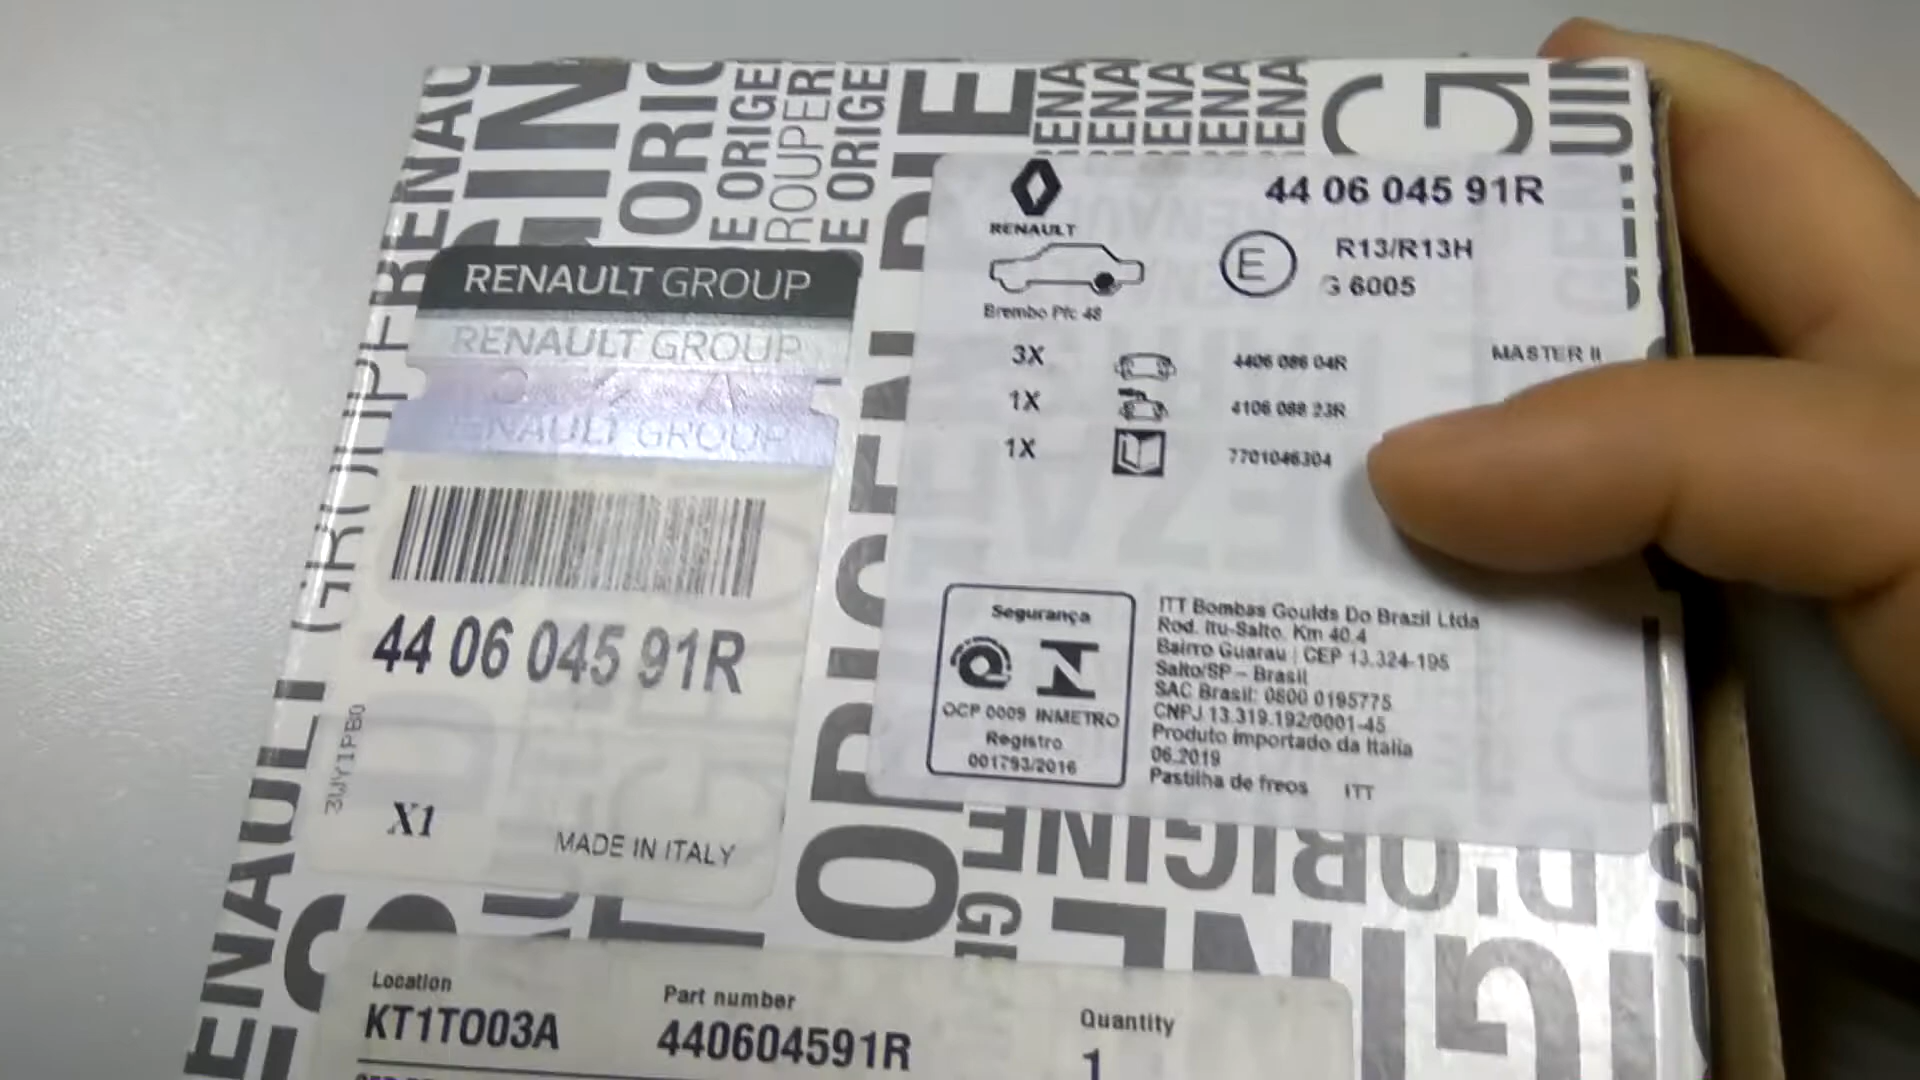 RENAULT GROUP
RENAULT GROUP
RENAULT GROUP
44 06 045 91R
3WY1PB0
X1
MADE IN ITALY
RENAULT
44 06 045 91R
E
R13/R13H
G 6005
Brembo Pfc 48
3X 4406 086 04R
MASTER II
1X 4106 088 23R
1X 7701046304
Segurança
OCP 0009 INMETRO
Registro
001793/2016
ITT Bombas Goulds Do Brazil Ltda
Rod. Itu-Salto, Km 40.4
Bairro Guarau | CEP 13.324-195
Salto/SP – Brasil
SAC Brasil: 0800 0195775
CNPJ 13.319.192/0001-45
Produto importado da Italia
06.2019
Pastilha de freos ITT
Location
KT1TO03A
Part number
440604591R
Quantity
1